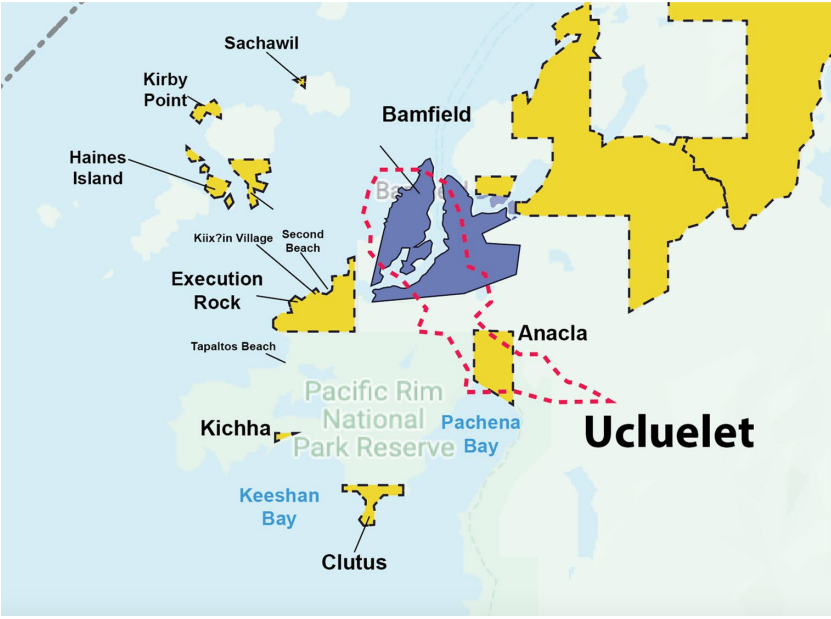 Sachawil
Kirby
Point
Bamfield
Haines
Island
Kiix?in Village
Second
Beach
Execution
Rock
Anacla
Tapaltos Beach
Pacific Rim
National
Park Reserve
Kichha
Pachena
Bay
Ucluelet
Keeshan
Bay
Clutus